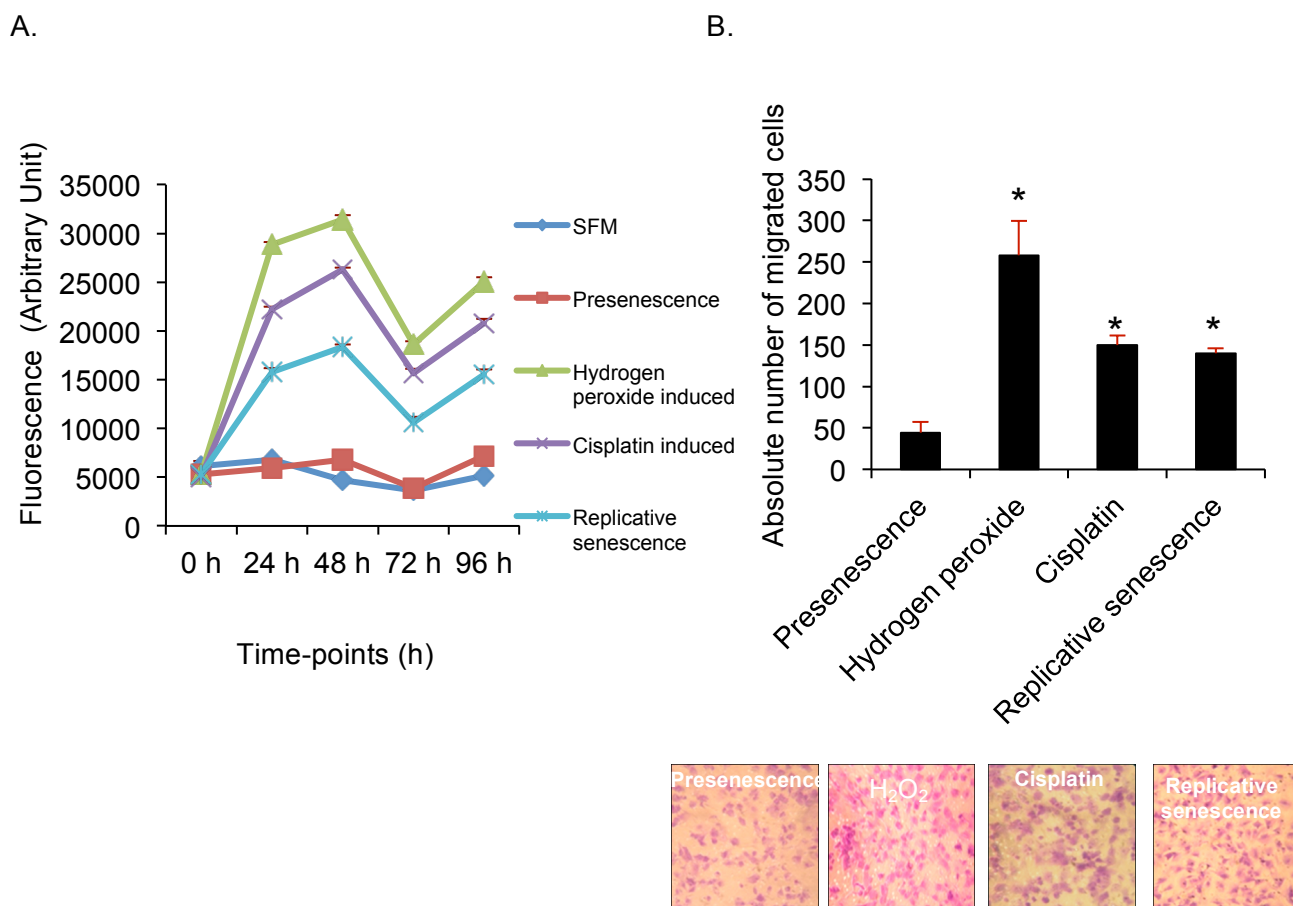 A.
Fluorescence (Arbitrary Unit)
35000
30000
25000
20000
15000
10000
5000
0
0 h 24 h 48 h 72 h 96 h
Time-points (h)
SFM
Presenescence
Hydrogen
peroxide induced
Cisplatin induced
Replicative
senescence
B.
Absolute number of migrated cells
350
300
250
200
150
100
50
0
*
*
*
Presenescence
Hydrogen peroxide
Cisplatin
Replicative senescence
Presenescence
H₂O₂
Cisplatin
Replicative
senescence